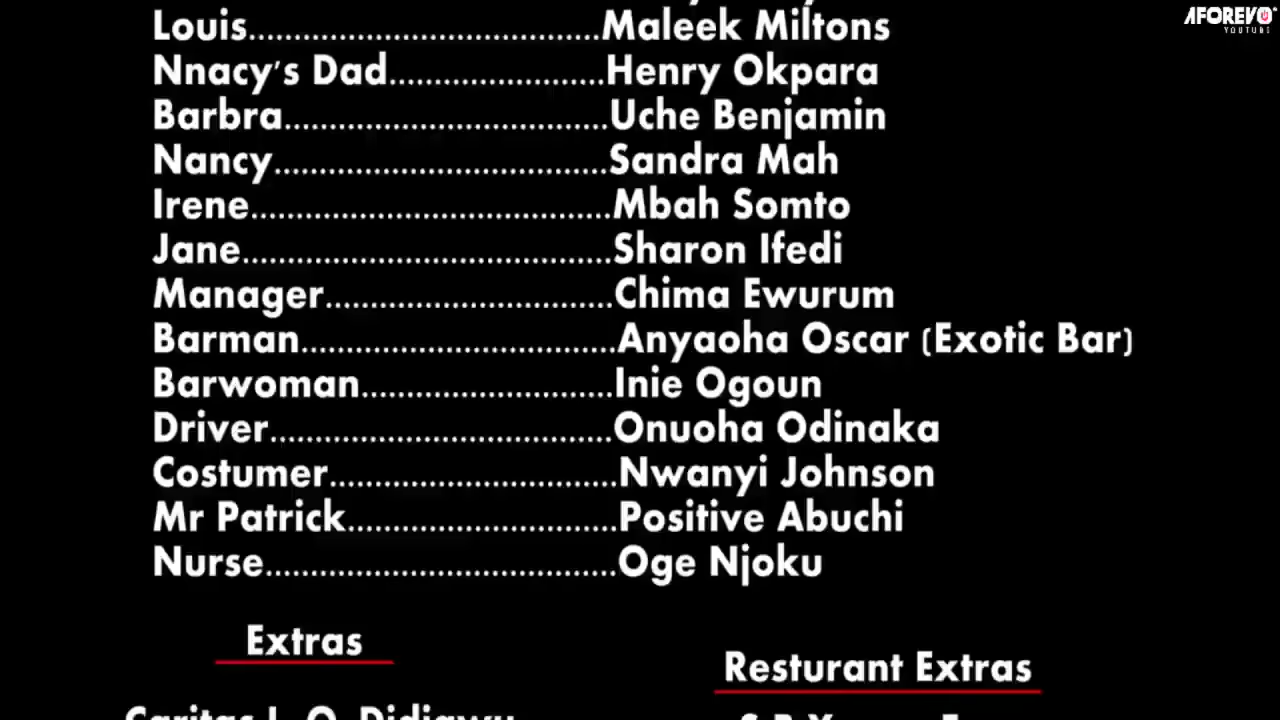 AFOREVO
YOUTUBE
Louis.................................Maleek Miltons
Nnacy's Dad......................Henry Okpara
Barbra................................Uche Benjamin
Nancy.................................Sandra Mah
Irene....................................Mbah Somto
Jane.....................................Sharon Ifedi
Manager.............................Chima Ewurum
Barman...............................Anyaoha Oscar (Exotic Bar)
Barwoman.........................Inie Ogoun
Driver..................................Onuoha Odinaka
Costumer............................Nwanyi Johnson
Mr Patrick...........................Positive Abuchi
Nurse...................................Oge Njoku
Extras
Resturant Extras